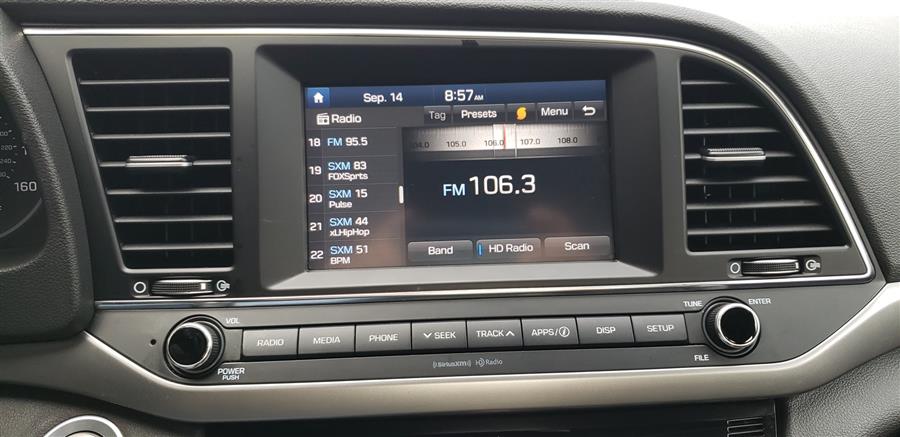 Sep. 14 8:57 AM
Radio Tag Presets Menu
18 FM 95.5
19 SXM 83
FOXSprts
20 SXM 15
Pulse
21 SXM 44
xLHipHop
22 SXM 51
BPM
104.0 105.0 106.0 107.0 108.0
FM 106.3
Band HD Radio Scan
160
VOL
TUNE ENTER
RADIO MEDIA PHONE SEEK TRACK APPS/i DISP SETUP
POWER
PUSH
FILE
((SiriusXM)) HD Radio